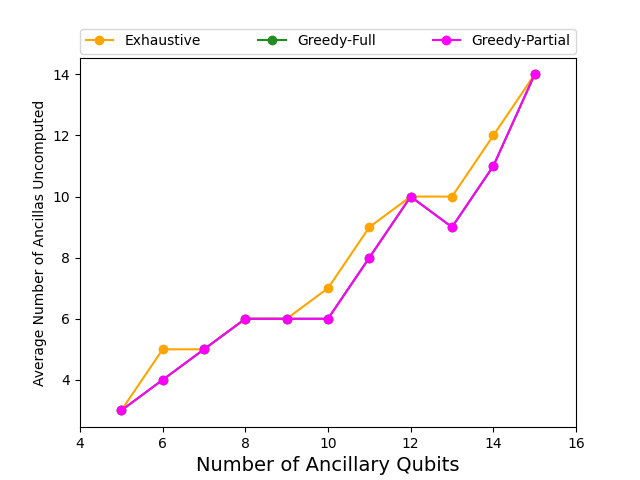 Exhaustive Greedy-Full Greedy-Partial
Average Number of Ancillas Uncomputed
14
12
10
8
6
4
4 6 8 10 12 14 16
Number of Ancillary Qubits